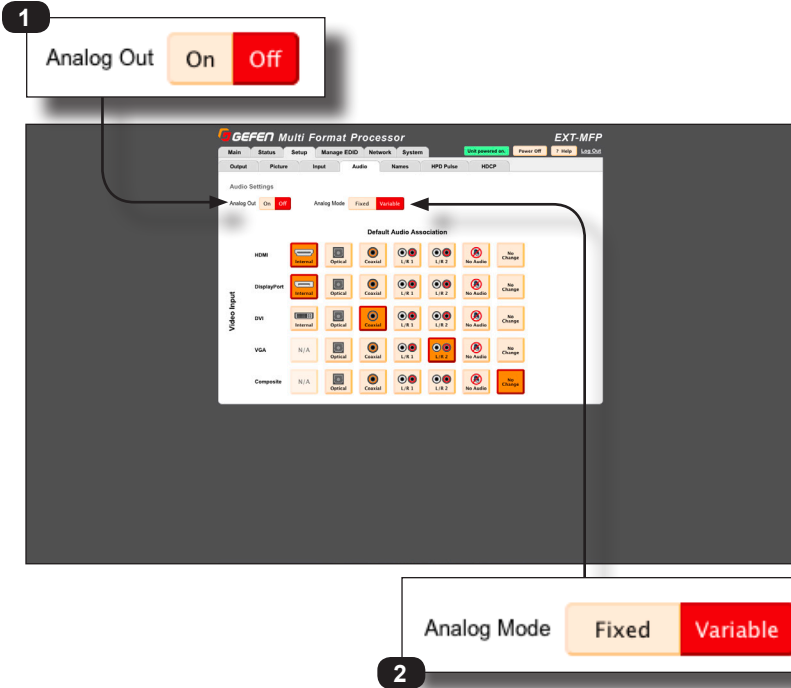 1
Analog Out On Off
GEFEN Multi Format Processor EXT-MFP
Main Status Setup Manage EDID Network System Unit powered on. Power Off ? Help Log Out
Output Picture Input Audio Names HPD Pulse HDCP
Audio Settings
Analog Out On Off Analog Mode Fixed Variable
Default Audio Association
Video Input
HDMI Internal Optical Coaxial L/R 1 L/R 2 No Audio No Change
DisplayPort Internal Optical Coaxial L/R 1 L/R 2 No Audio No Change
DVI Internal Optical Coaxial L/R 1 L/R 2 No Audio No Change
VGA N/A Optical Coaxial L/R 1 L/R 2 No Audio No Change
Composite N/A Optical Coaxial L/R 1 L/R 2 No Audio No Change
Analog Mode Fixed Variable
2